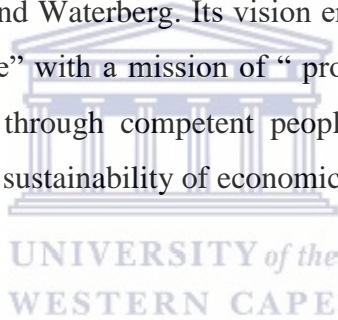 nd Waterberg. Its vision en
e” with a mission of “ pro
through competent peopl
sustainability of economic
UNIVERSITY of the
WESTERN CAPE